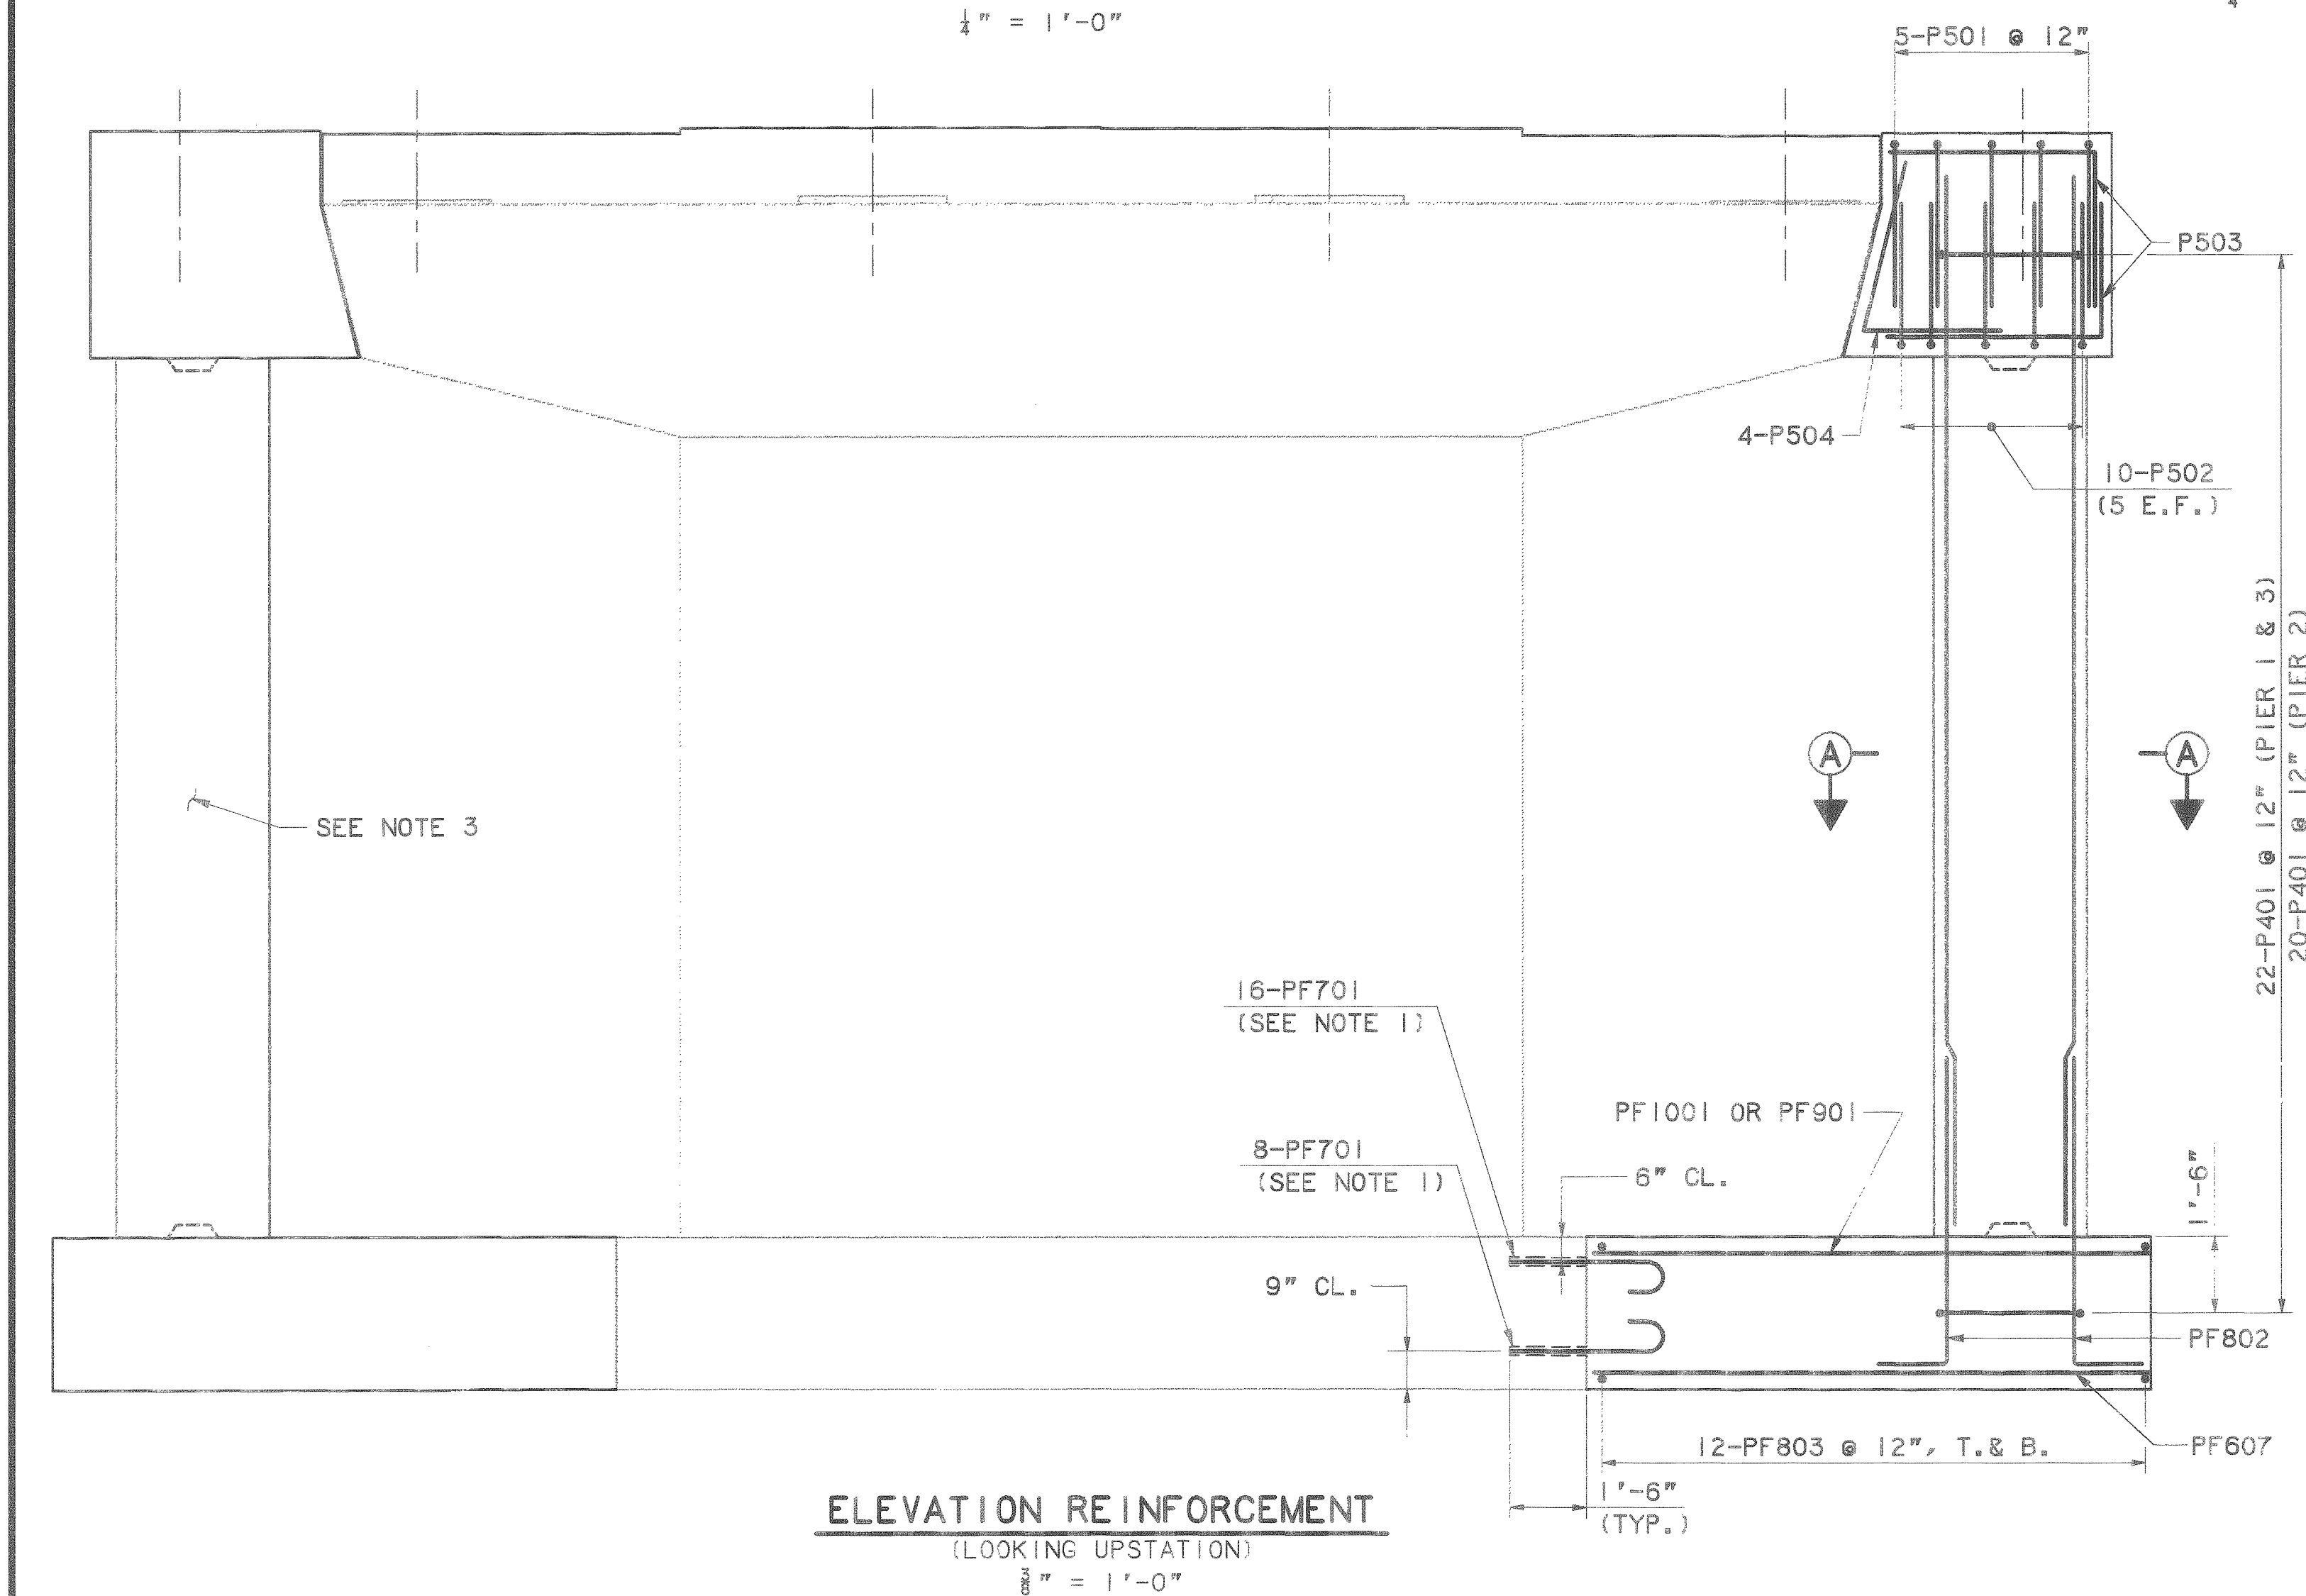 ¼" = 1'-0"
4
5-P501 @ 12"
P503
4-P504
10-P502
(5 E.F.)
22-P401 @ 12" (PIER 1 & 3)
20-P401 @ 12" (PIER 2)
A
A
SEE NOTE 3
16-PF701
(SEE NOTE 1)
PF1001 OR PF901
8-PF701
(SEE NOTE 1)
6" CL.
1'-6"
9" CL.
PF802
12-PF803 @ 12", T.& B.
PF607
1'-6"
(TYP.)
ELEVATION REINFORCEMENT
(LOOKING UPSTATION)
⅜" = 1'-0"